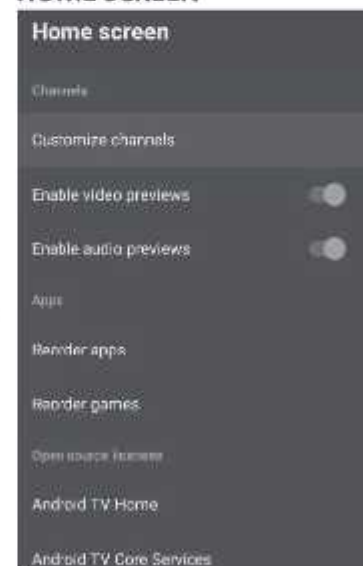 Home screen
Channels
Customize channels
Enable video previews
Enable audio previews
Apps
Reorder apps
Reorder games
Open source licenses
Android TV Home
Android TV Core Services